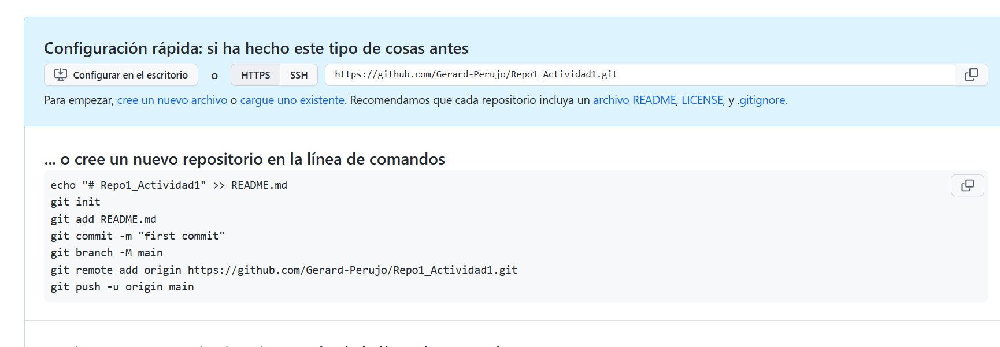 Configuración rápida: si ha hecho este tipo de cosas antes
Configurar en el escritorio o HTTPS SSH https://github.com/Gerard-Perujo/Repo1_Actividad1.git
Para empezar, cree un nuevo archivo o cargue uno existente. Recomendamos que cada repositorio incluya un archivo README, LICENSE, y .gitignore.
... o cree un nuevo repositorio en la línea de comandos
echo "# Repo1_Actividad1" >> README.md
git init
git add README.md
git commit -m "first commit"
git branch -M main
git remote add origin https://github.com/Gerard-Perujo/Repo1_Actividad1.git
git push -u origin main